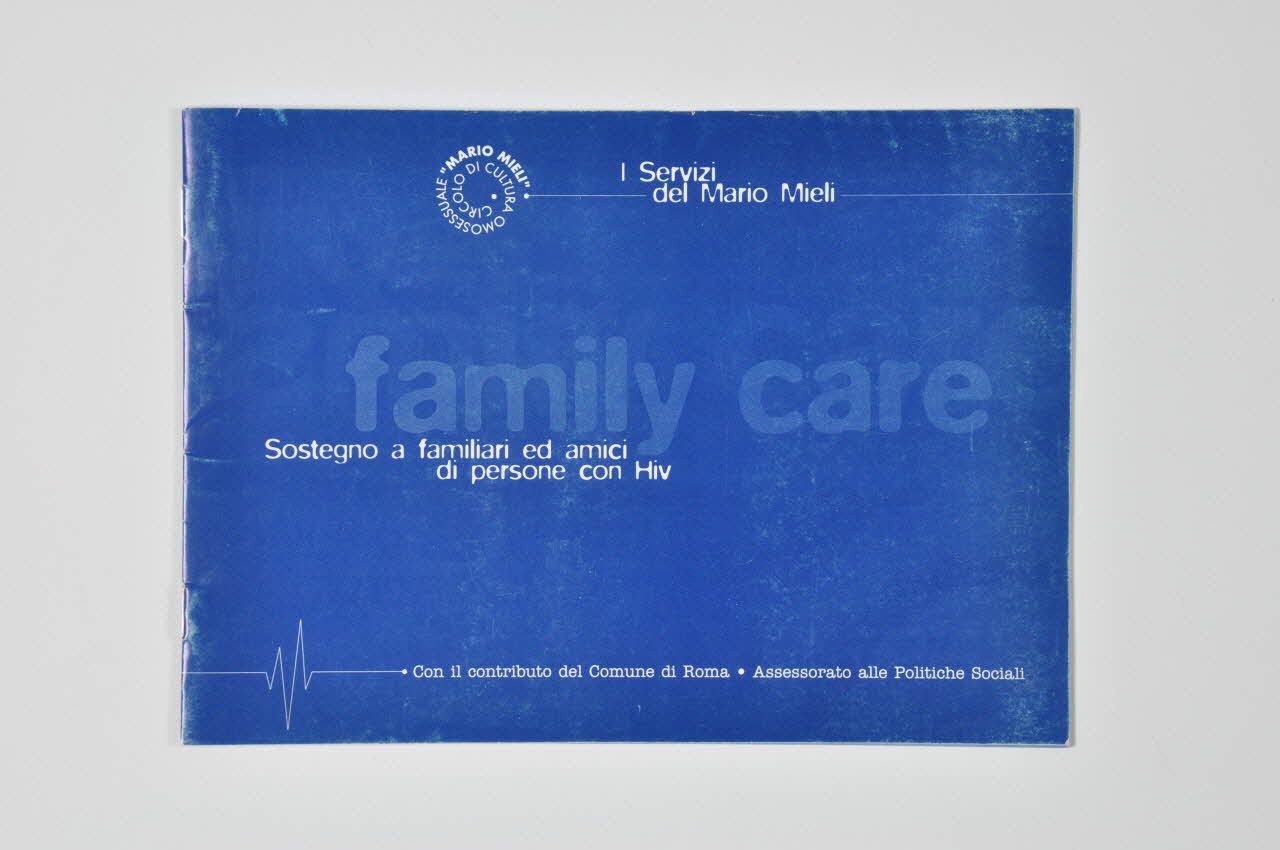 CIRCOLO DI CULTURA OMOSESSUALE "MARIO MIELI"
I Servizi
del Mario Mieli
family care
Sostegno a familiari ed amici
di persone con Hiv
Con il contributo del Comune di Roma • Assessorato alle Politiche Sociali